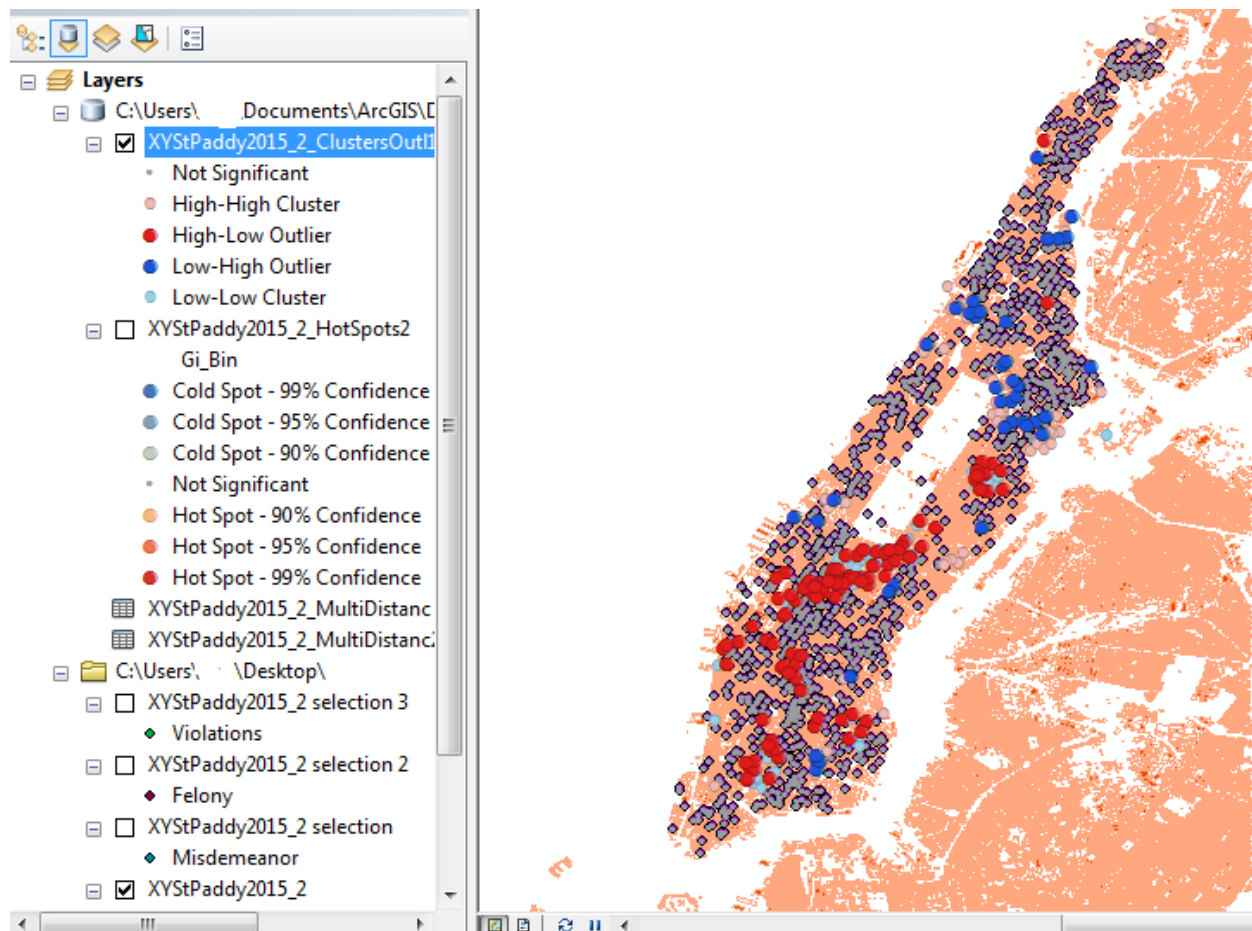 Layers
C:\Users\ Documents\ArcGIS\D
XYStPaddy2015_2_ClustersOutl1
Not Significant
High-High Cluster
High-Low Outlier
Low-High Outlier
Low-Low Cluster
XYStPaddy2015_2_HotSpots2
Gi_Bin
Cold Spot - 99% Confidence
Cold Spot - 95% Confidence
Cold Spot - 90% Confidence
Not Significant
Hot Spot - 90% Confidence
Hot Spot - 95% Confidence
Hot Spot - 99% Confidence
XYStPaddy2015_2_MultiDistanc
XYStPaddy2015_2_MultiDistanc2
C:\Users\ \Desktop\
XYStPaddy2015_2 selection 3
Violations
XYStPaddy2015_2 selection 2
Felony
XYStPaddy2015_2 selection
Misdemeanor
XYStPaddy2015_2